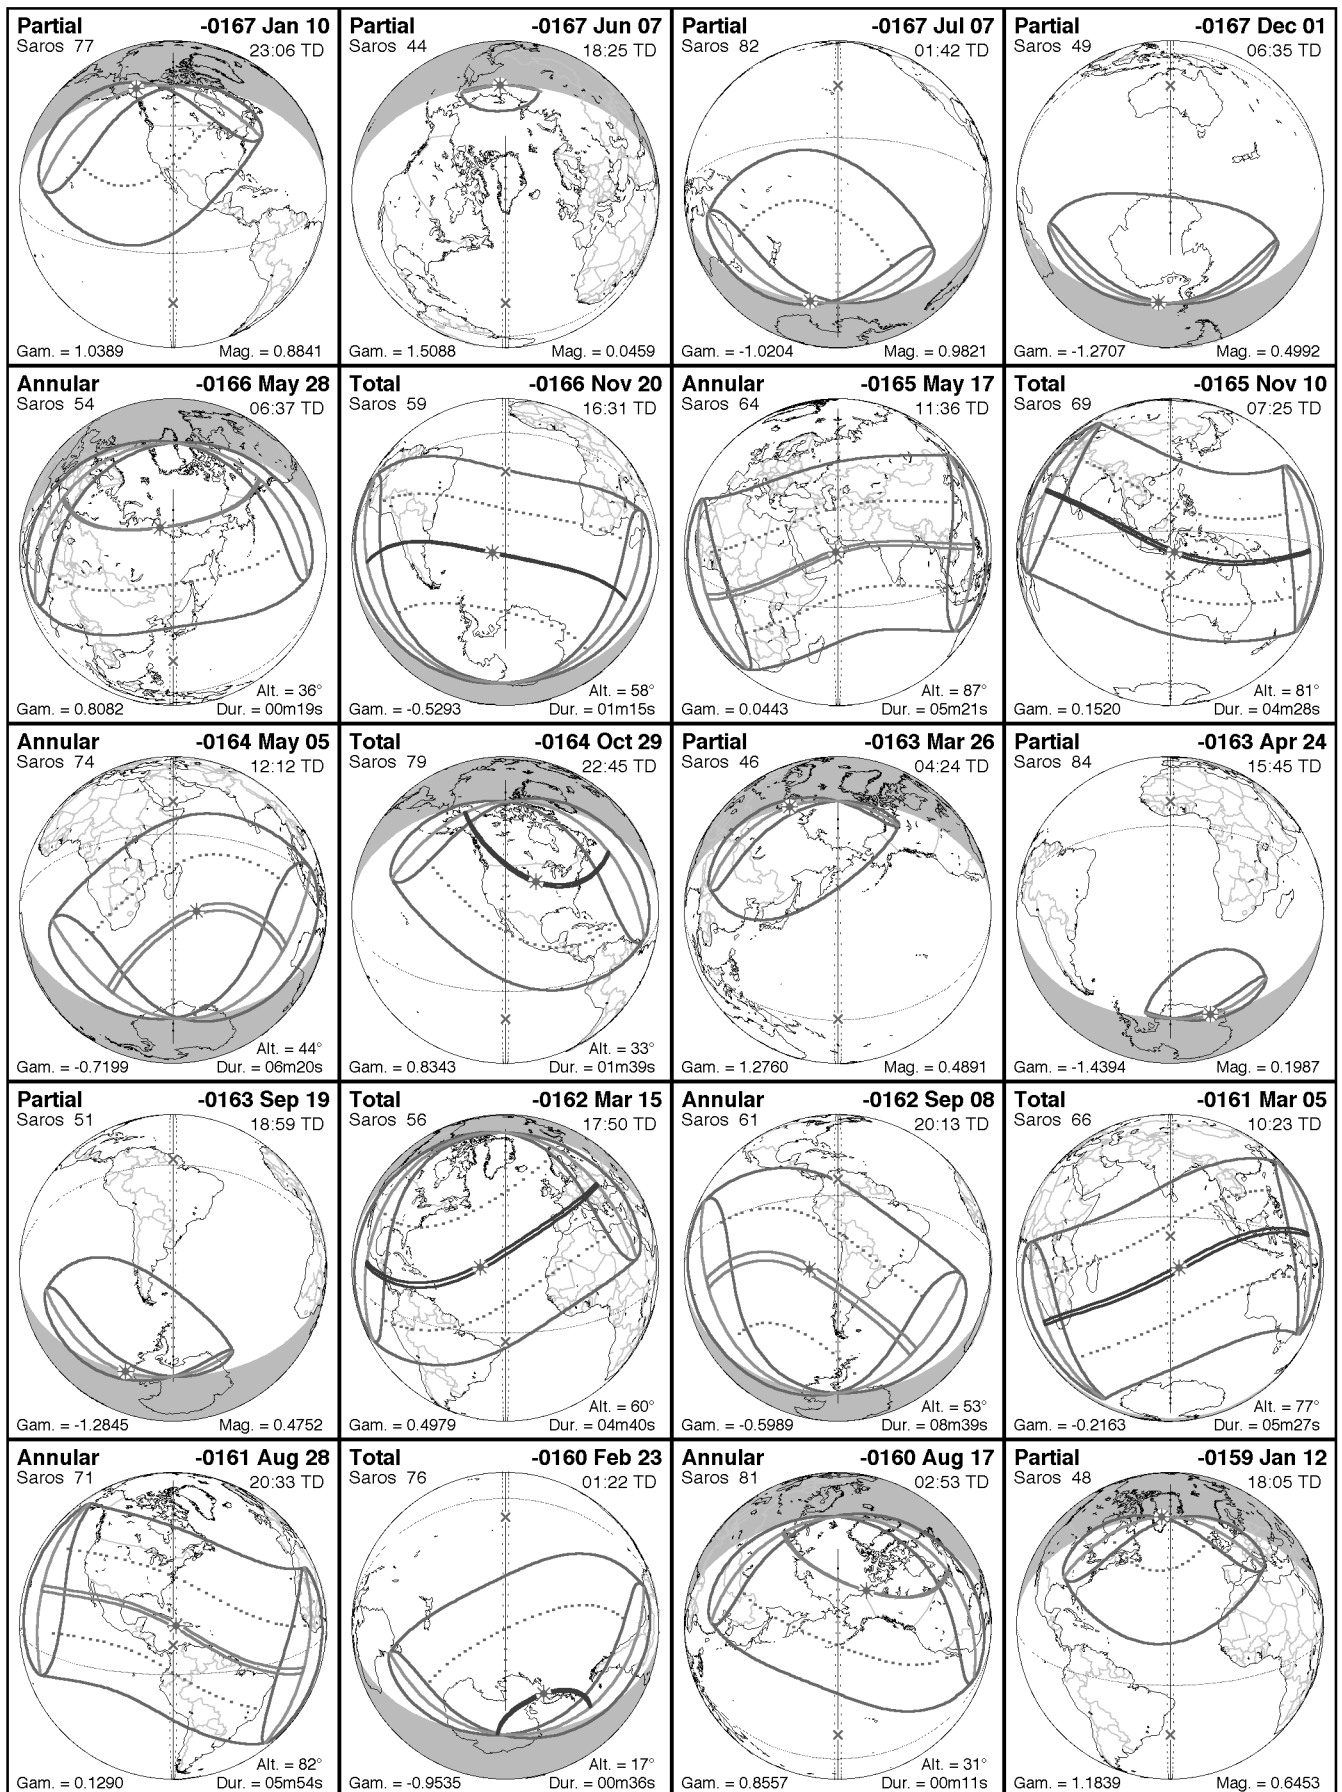 Partial -0167 Jan 10
Saros 77 23:06 TD
Gam. = 1.0389 Mag. = 0.8841
Partial -0167 Jun 07
Saros 44 18:25 TD
Gam. = 1.5088 Mag. = 0.0459
Partial -0167 Jul 07
Saros 82 01:42 TD
Gam. = -1.0204 Mag. = 0.9821
Partial -0167 Dec 01
Saros 49 06:35 TD
Gam. = -1.2707 Mag. = 0.4992
Annular -0166 May 28
Saros 54 06:37 TD
Alt. = 36°
Gam. = 0.8082 Dur. = 00m19s
Total -0166 Nov 20
Saros 59 16:31 TD
Alt. = 58°
Gam. = -0.5293 Dur. = 01m15s
Annular -0165 May 17
Saros 64 11:36 TD
Alt. = 87°
Gam. = 0.0443 Dur. = 05m21s
Total -0165 Nov 10
Saros 69 07:25 TD
Alt. = 81°
Gam. = 0.1520 Dur. = 04m28s
Annular -0164 May 05
Saros 74 12:12 TD
Alt. = 44°
Gam. = -0.7199 Dur. = 06m20s
Total -0164 Oct 29
Saros 79 22:45 TD
Alt. = 33°
Gam. = 0.8343 Dur. = 01m39s
Partial -0163 Mar 26
Saros 46 04:24 TD
Gam. = 1.2760 Mag. = 0.4891
Partial -0163 Apr 24
Saros 84 15:45 TD
Gam. = -1.4394 Mag. = 0.1987
Partial -0163 Sep 19
Saros 51 18:59 TD
Gam. = -1.2845 Mag. = 0.4752
Total -0162 Mar 15
Saros 56 17:50 TD
Alt. = 60°
Gam. = 0.4979 Dur. = 04m40s
Annular -0162 Sep 08
Saros 61 20:13 TD
Alt. = 53°
Gam. = -0.5989 Dur. = 08m39s
Total -0161 Mar 05
Saros 66 10:23 TD
Alt. = 77°
Gam. = -0.2163 Dur. = 05m27s
Annular -0161 Aug 28
Saros 71 20:33 TD
Alt. = 82°
Gam. = 0.1290 Dur. = 05m54s
Total -0160 Feb 23
Saros 76 01:22 TD
Alt. = 17°
Gam. = -0.9535 Dur. = 00m36s
Annular -0160 Aug 17
Saros 81 02:53 TD
Alt. = 31°
Gam. = 0.8557 Dur. = 00m11s
Partial -0159 Jan 12
Saros 48 18:05 TD
Gam. = 1.1839 Mag. = 0.6453